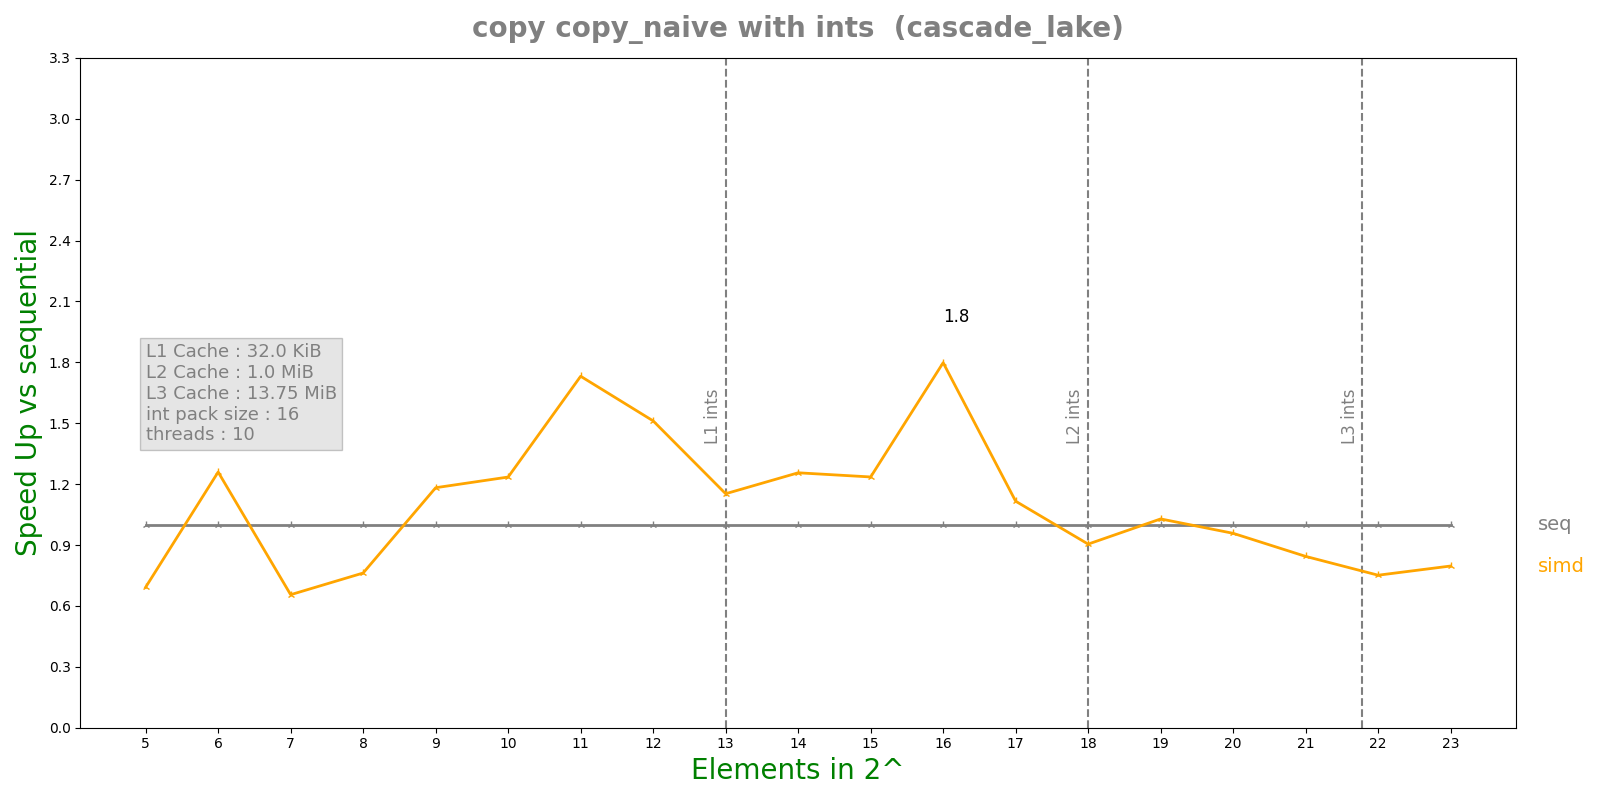 copy copy_naive with ints  (cascade_lake)
Speed Up vs sequential
3.3
3.0
2.7
2.4
2.1
1.8
1.5
1.2
0.9
0.6
0.3
0.0
L1 Cache : 32.0 KiB
L2 Cache : 1.0 MiB
L3 Cache : 13.75 MiB
int pack size : 16
threads : 10
1.8
L1 ints
L2 ints
L3 ints
seq
simd
5 6 7 8 9 10 11 12 13 14 15 16 17 18 19 20 21 22 23
Elements in 2^